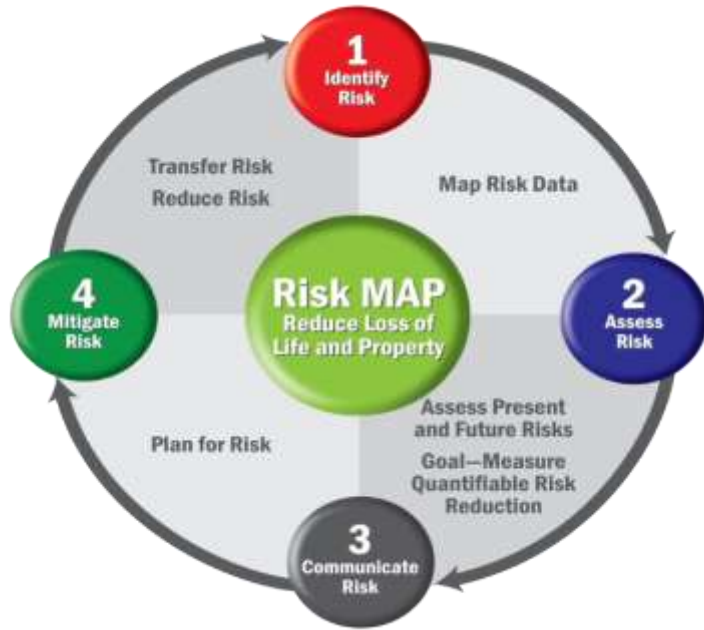 1
Identify
Risk
Transfer Risk
Reduce Risk
Map Risk Data
4
Mitigate
Risk
Risk MAP
Reduce Loss of
Life and Property
2
Assess
Risk
Plan for Risk
Assess Present
and Future Risks
Goal—Measure
Quantifiable Risk
Reduction
3
Communicate
Risk